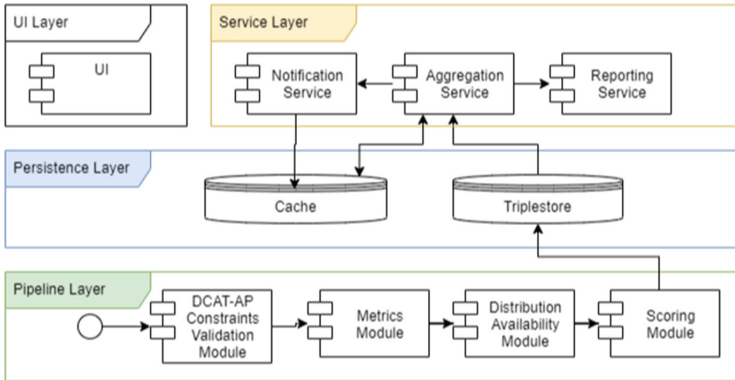 UI Layer
UI
Service Layer
Notification
Service
Aggregation
Service
Reporting
Service
Persistence Layer
Cache
Triplestore
Pipeline Layer
DCAT-AP
Constraints
Validation
Module
Metrics
Module
Distribution
Availability
Module
Scoring
Module